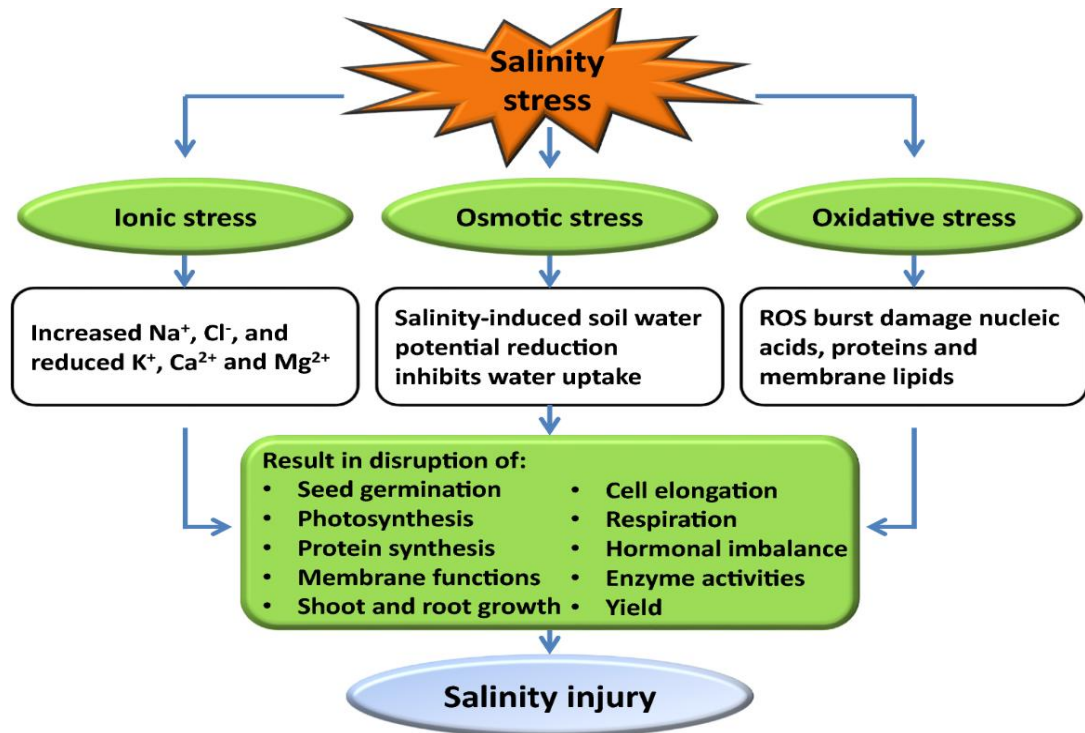 Salinity
stress
Ionic stress
Osmotic stress
Oxidative stress
Increased Na⁺, Cl⁻, and
reduced K⁺, Ca²⁺ and Mg²⁺
Salinity-induced soil water
potential reduction
inhibits water uptake
ROS burst damage nucleic
acids, proteins and
membrane lipids
Result in disruption of:
• Seed germination
• Photosynthesis
• Protein synthesis
• Membrane functions
• Shoot and root growth
• Cell elongation
• Respiration
• Hormonal imbalance
• Enzyme activities
• Yield
Salinity injury